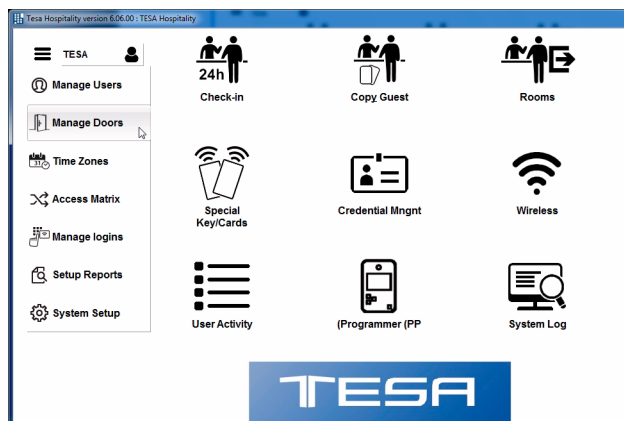 Tesa Hospitality version 6.06.00 : TESA Hospitality
TESA
Manage Users
Manage Doors
31
Time Zones
Access Matrix
Manage logins
Setup Reports
System Setup
24h
Check-in
Copy Guest
Rooms
Special
Key/Cards
Credential Mngnt
Wireless
User Activity
(Programmer (PP
System Log
TESA